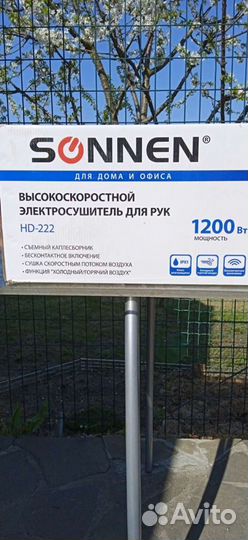 SONNEN®
ДЛЯ ДОМА И ОФИСА
ВЫСОКОСКОРОСТНОЙ
ЭЛЕКТРОСУШИТЕЛЬ ДЛЯ РУК
HD-222
1200 Вт
МОЩНОСТЬ
• СЪЕМНЫЙ КАПЛЕСБОРНИК
• БЕСКОНТАКТНОЕ ВКЛЮЧЕНИЕ
• СУШКА СКОРОСТНЫМ ПОТОКОМ ВОЗДУХА
• ФУНКЦИЯ "ХОЛОДНЫЙ/ГОРЯЧИЙ ВОЗДУХ"
Avito